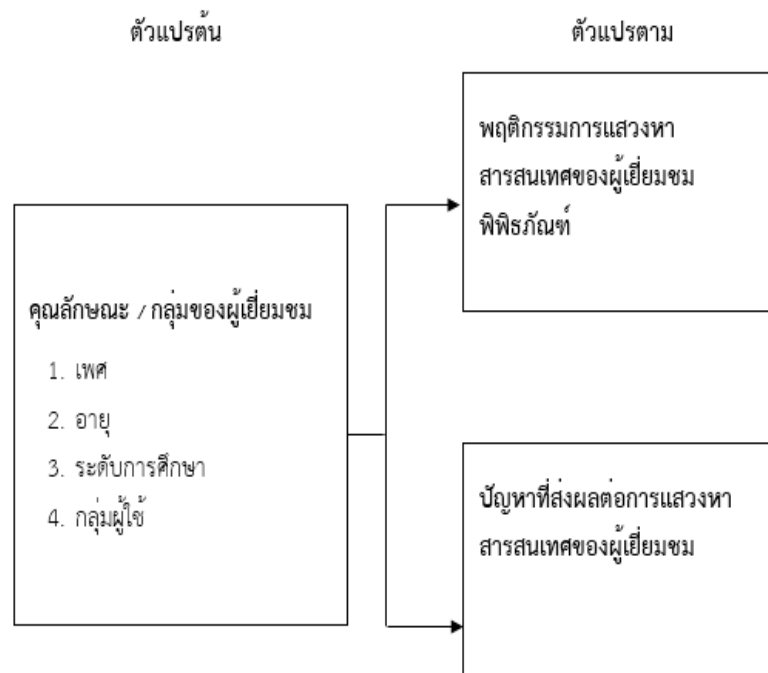 ตัวแปรต้น
ตัวแปรตาม
คุณลักษณะ / กลุ่มของผู้เยี่ยมชม
1. เพศ
2. อายุ
3. ระดับการศึกษา
4. กลุ่มผู้ใช้
พฤติกรรมการแสวงหา
สารสนเทศของผู้เยี่ยมชม
พิพิธภัณฑ์
ปัญหาที่ส่งผลต่อการแสวงหา
สารสนเทศของผู้เยี่ยมชม